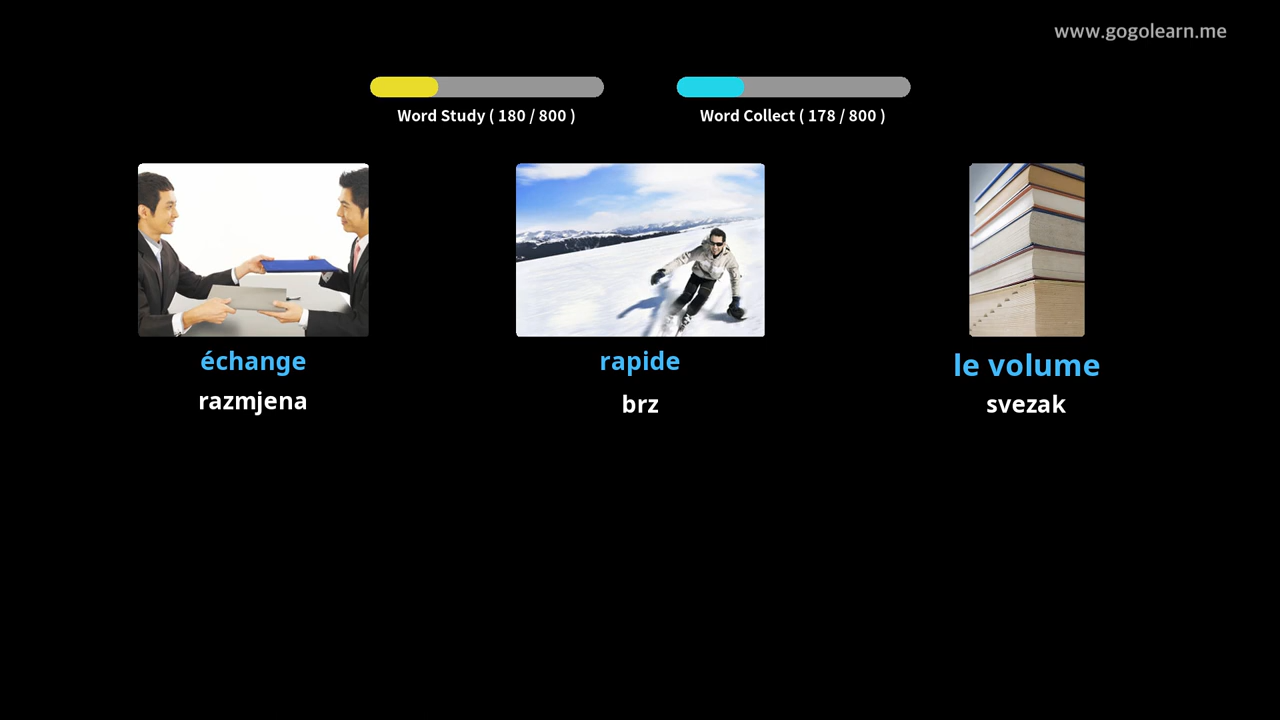 www.gogolearn.me
Word Study ( 180 / 800 )
Word Collect ( 178 / 800 )
échange
rapide
le volume
razmjena
brz
svezak